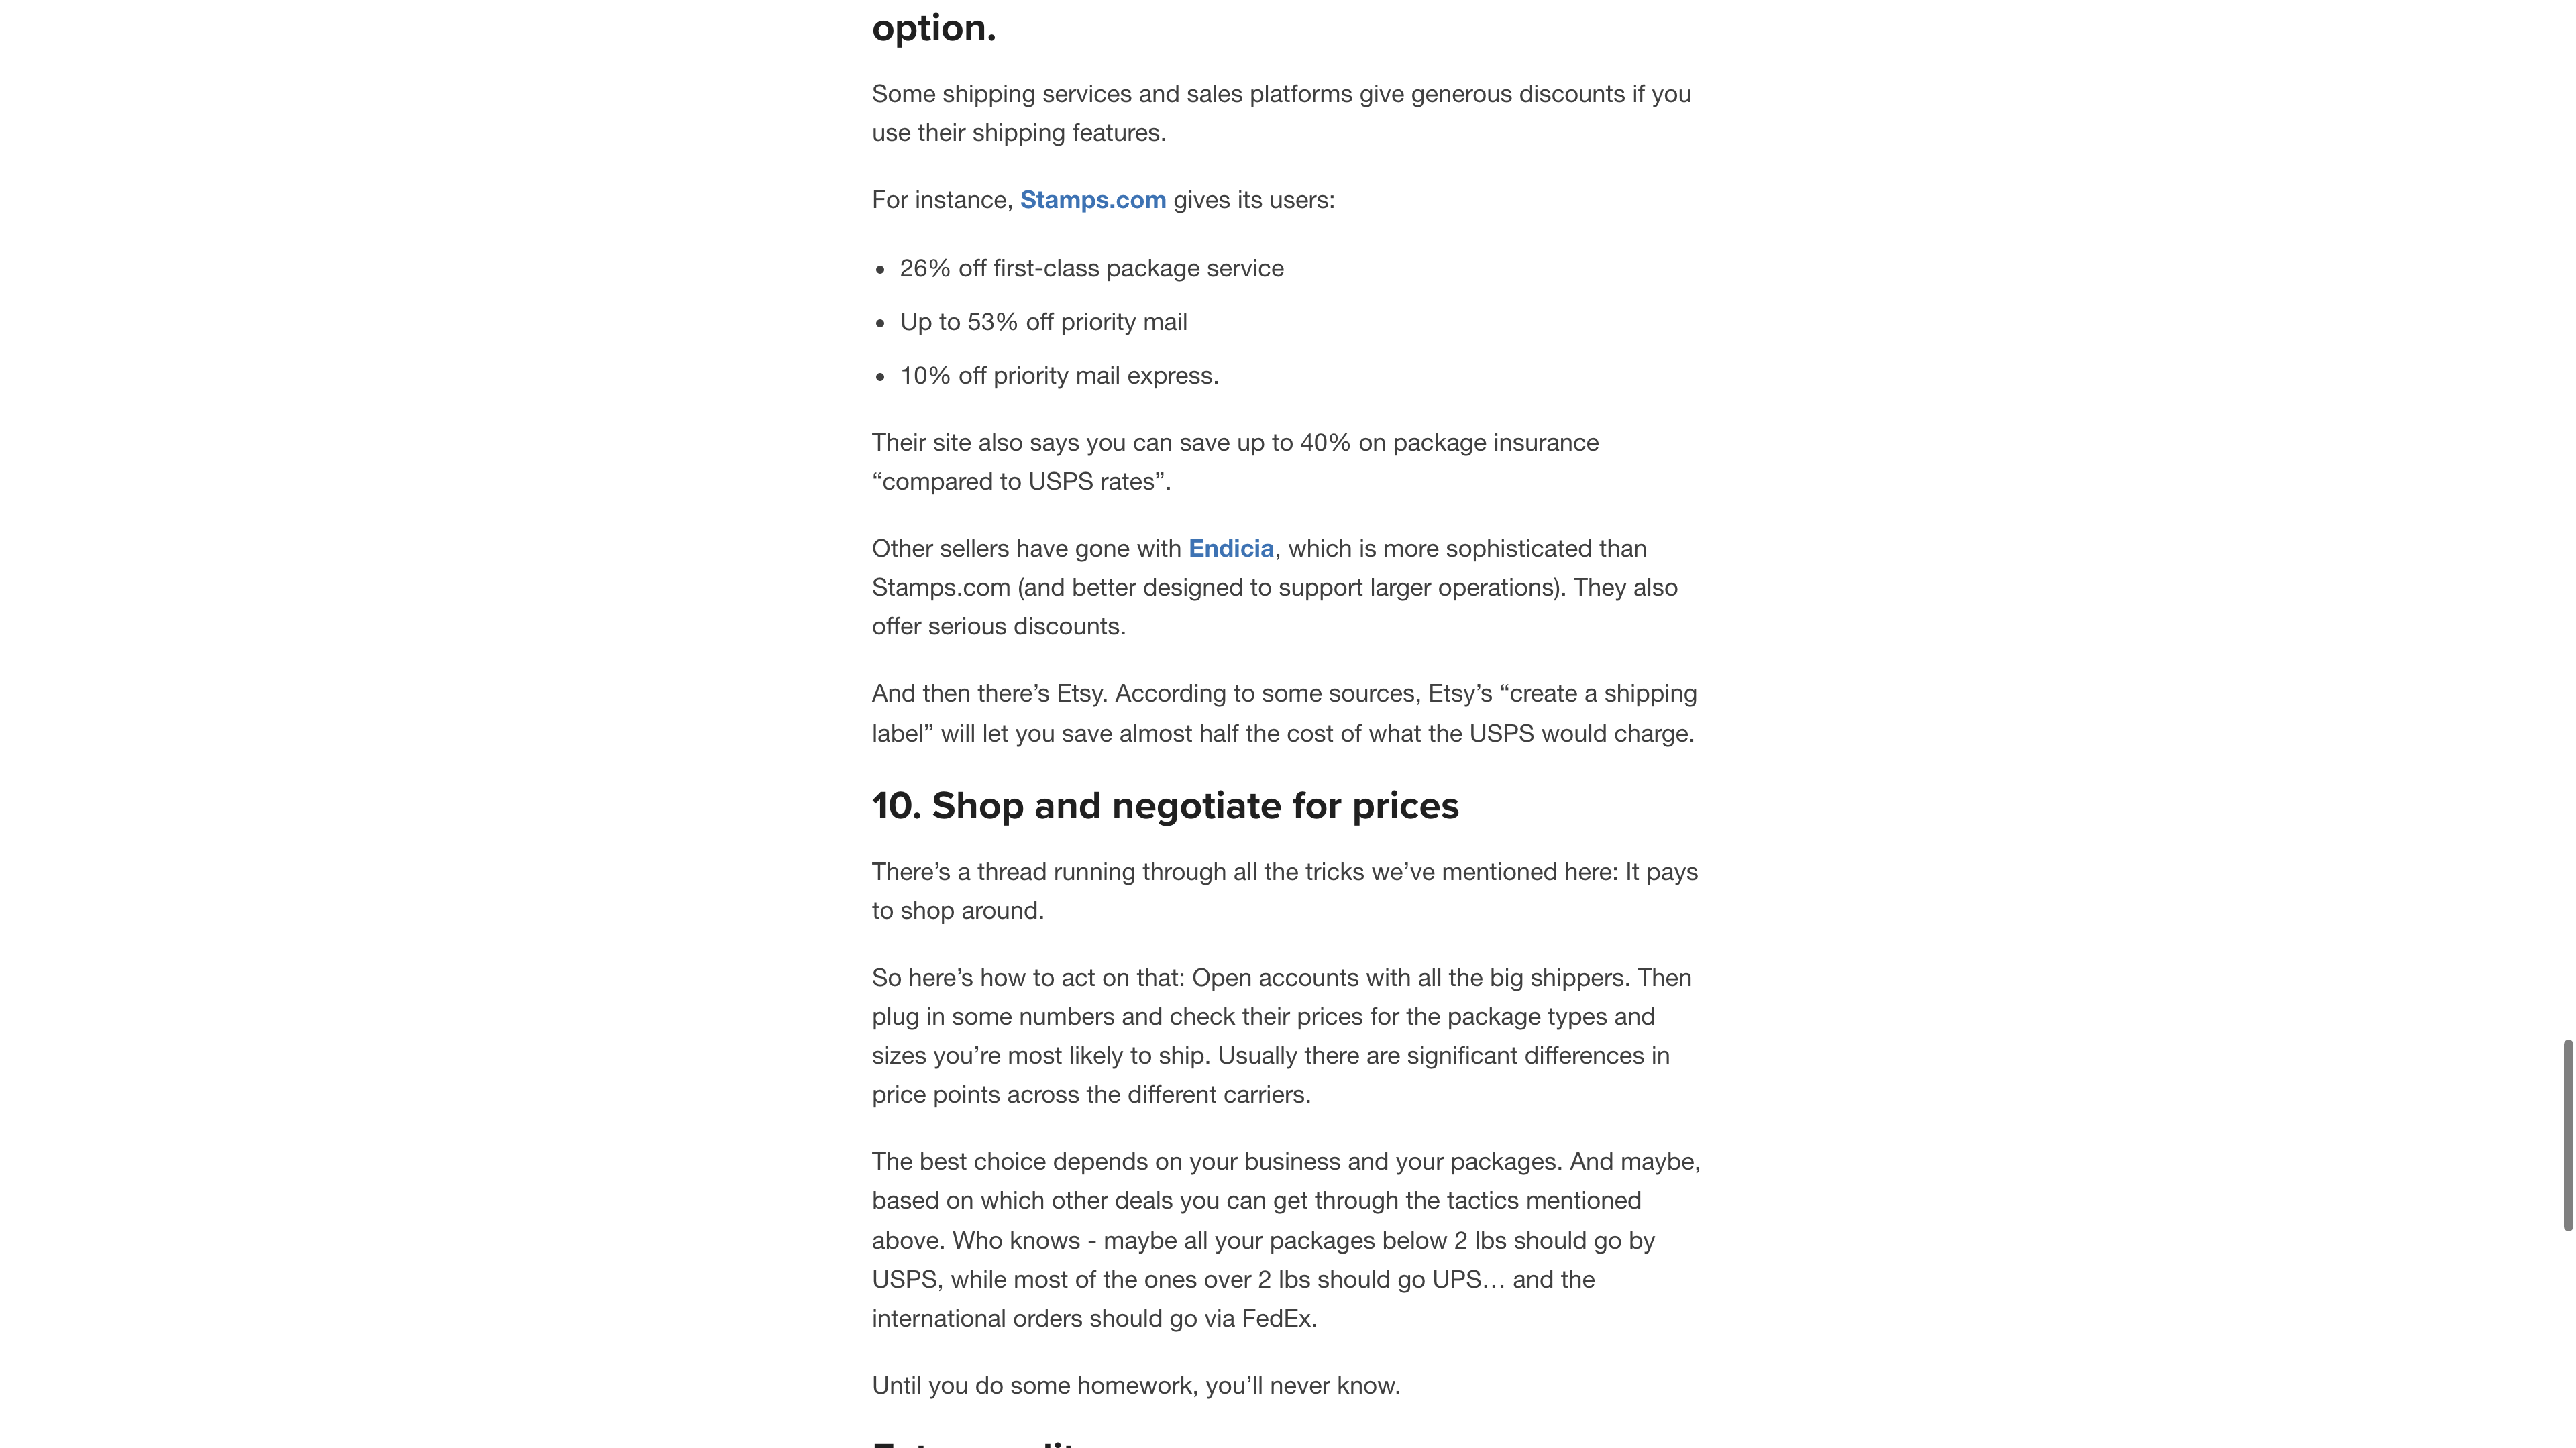 option.
Some shipping services and sales platforms give generous discounts if you
use their shipping features.
For instance, Stamps.com gives its users:
• 26% off first-class package service
• Up to 53% off priority mail
• 10% off priority mail express.
Their site also says you can save up to 40% on package insurance
“compared to USPS rates”.
Other sellers have gone with Endicia, which is more sophisticated than
Stamps.com (and better designed to support larger operations). They also
offer serious discounts.
And then there’s Etsy. According to some sources, Etsy’s “create a shipping
label” will let you save almost half the cost of what the USPS would charge.
10. Shop and negotiate for prices
There’s a thread running through all the tricks we’ve mentioned here: It pays
to shop around.
So here’s how to act on that: Open accounts with all the big shippers. Then
plug in some numbers and check their prices for the package types and
sizes you’re most likely to ship. Usually there are significant differences in
price points across the different carriers.
The best choice depends on your business and your packages. And maybe,
based on which other deals you can get through the tactics mentioned
above. Who knows - maybe all your packages below 2 lbs should go by
USPS, while most of the ones over 2 lbs should go UPS… and the
international orders should go via FedEx.
Until you do some homework, you’ll never know.